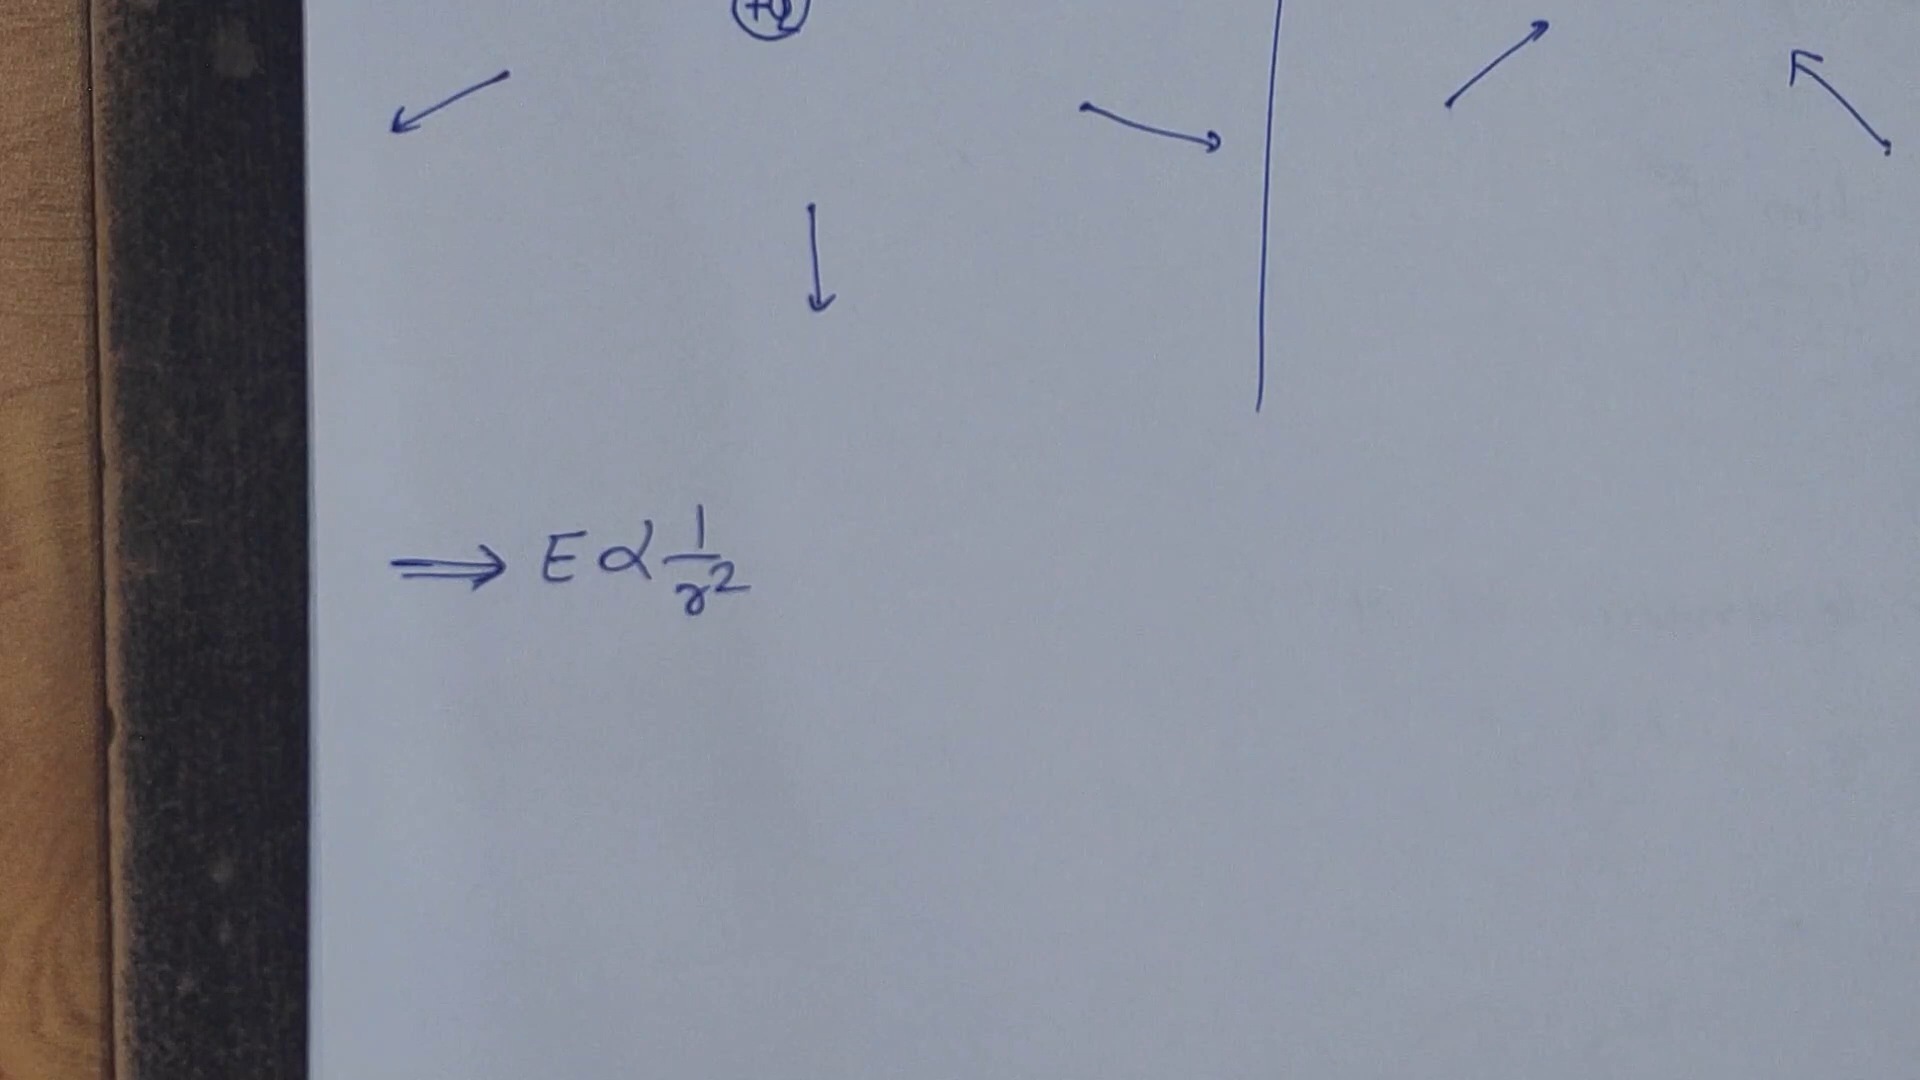 +Q
⇒ E ∝ 1/r²